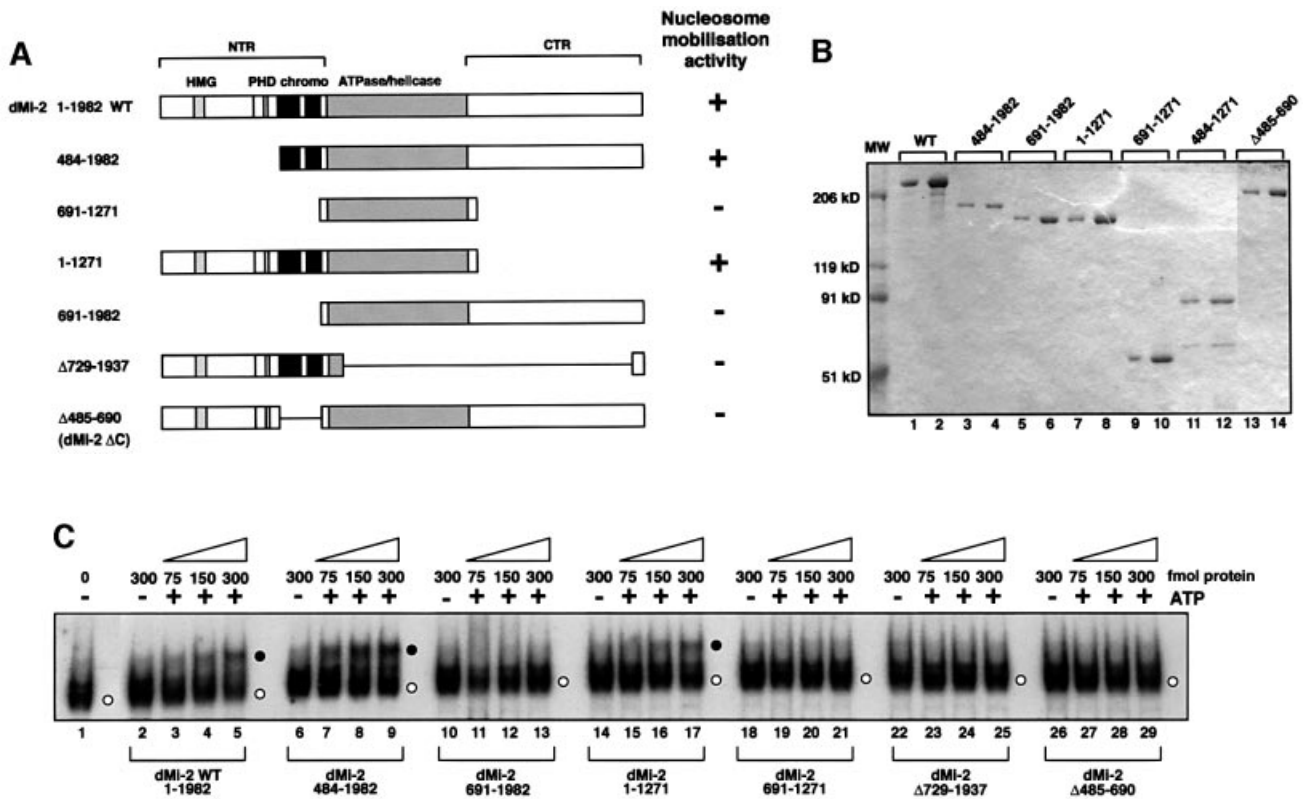 A
Nucleosome
mobilisation
activity
NTR
CTR
HMG PHD chromo ATPase/helicase
dMi-2 1-1982 WT +
484-1982 +
691-1271 -
1-1271 +
691-1982 -
Δ729-1937 -
Δ485-690 -
(dMi-2 ΔC)
B
MW WT 484-1982 691-1982 1-1271 691-1271 484-1271 Δ485-690
206 kD
119 kD
91 kD
51 kD
1 2 3 4 5 6 7 8 9 10 11 12 13 14
C
0 300 75 150 300 300 75 150 300 300 75 150 300 300 75 150 300 300 75 150 300 300 75 150 300 300 75 150 300 fmol protein
- - + + + - + + + - + + + - + + + - + + + - + + + - + + + ATP
1 2 3 4 5 6 7 8 9 10 11 12 13 14 15 16 17 18 19 20 21 22 23 24 25 26 27 28 29
dMi-2 WT dMi-2 dMi-2 dMi-2 dMi-2 dMi-2 dMi-2
1-1982 484-1982 691-1982 1-1271 691-1271 Δ729-1937 Δ485-690